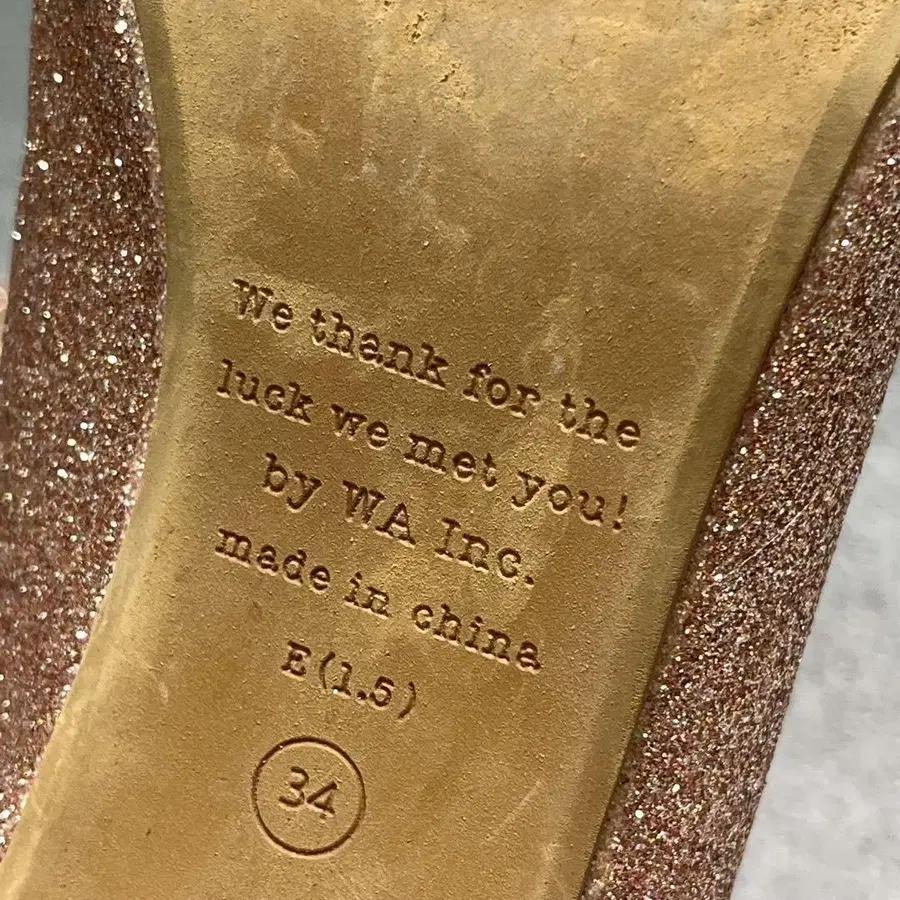 We thank for the
luck we met you!
by WA Inc.
made in china
E(1.5)
34